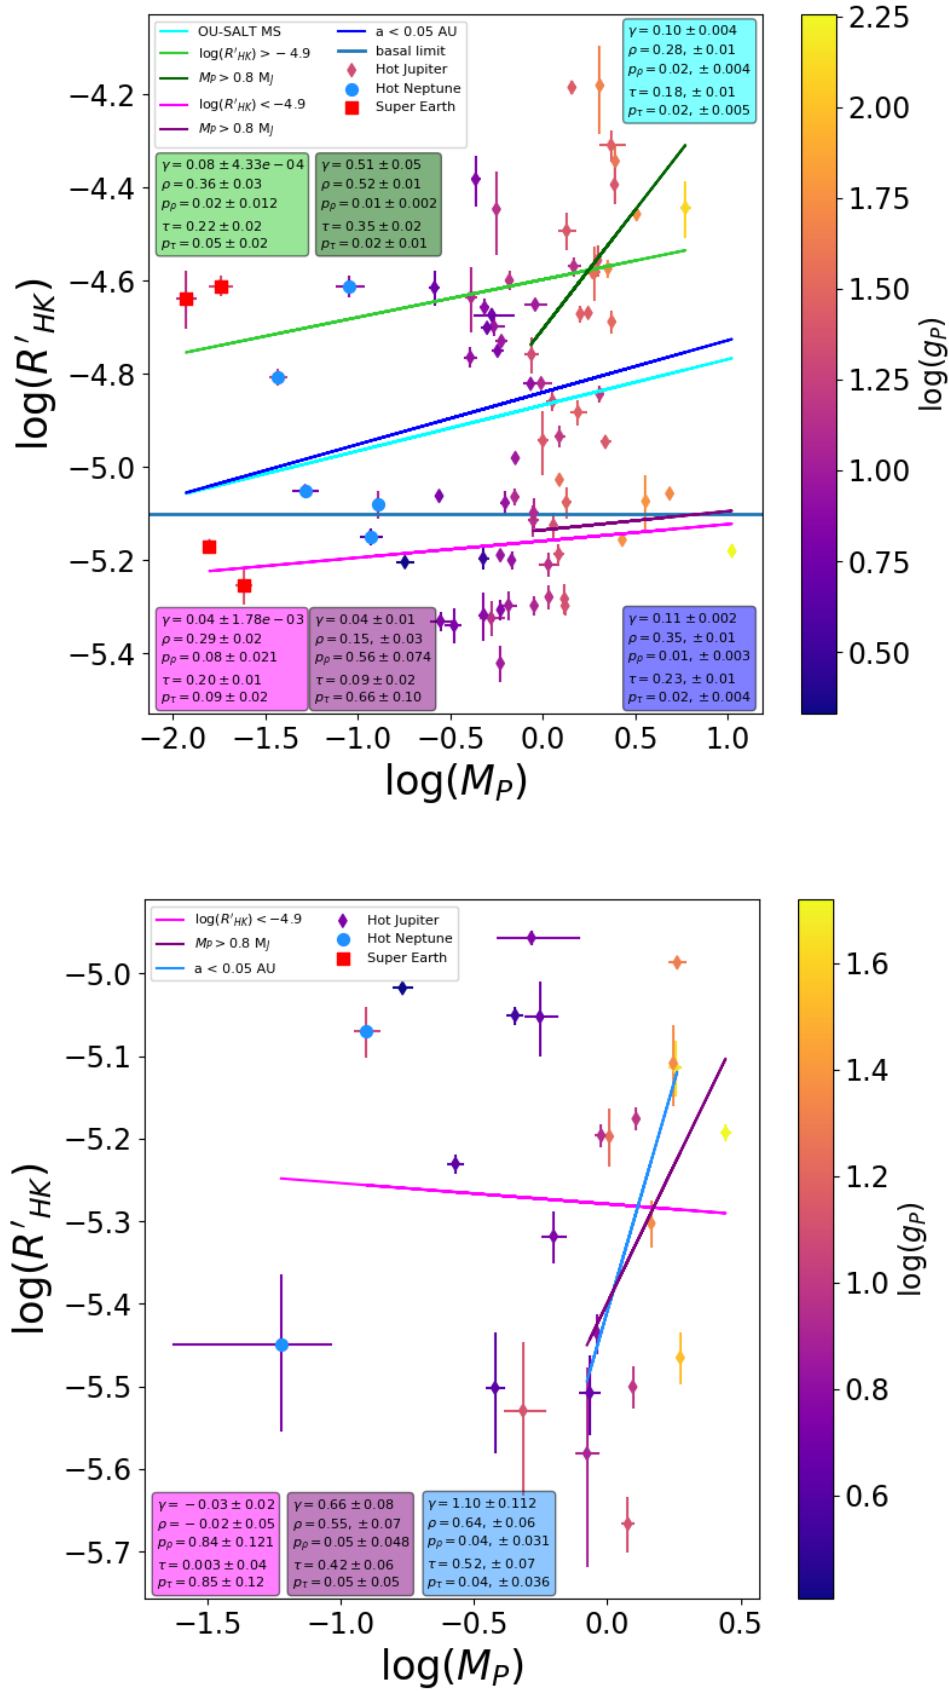 OU-SALT MS
log(R'HK) > − 4.9
MP > 0.8 MJ
log(R'HK) < −4.9
MP > 0.8 MJ
a < 0.05 AU
basal limit
Hot Jupiter
Hot Neptune
Super Earth
γ = 0.10 ± 0.004
ρ = 0.28, ± 0.01
pρ = 0.02, ± 0.004
τ = 0.18, ± 0.01
pτ = 0.02, ± 0.005
γ = 0.08 ± 4.33e − 04
ρ = 0.36 ± 0.03
pρ = 0.02 ± 0.012
τ = 0.22 ± 0.02
pτ = 0.05 ± 0.02
γ = 0.51 ± 0.05
ρ = 0.52 ± 0.01
pρ = 0.01 ± 0.002
τ = 0.35 ± 0.02
pτ = 0.02 ± 0.01
γ = 0.04 ± 1.78e − 03
ρ = 0.29 ± 0.02
pρ = 0.08 ± 0.021
τ = 0.20 ± 0.01
pτ = 0.09 ± 0.02
γ = 0.04 ± 0.01
ρ = 0.15, ± 0.03
pρ = 0.56 ± 0.074
τ = 0.09 ± 0.02
pτ = 0.66 ± 0.10
γ = 0.11 ± 0.002
ρ = 0.35, ± 0.01
pρ = 0.01, ± 0.003
τ = 0.23, ± 0.01
pτ = 0.02, ± 0.004
−4.2
−4.4
−4.6
−4.8
−5.0
−5.2
−5.4
log(R'HK)
−2.0 −1.5 −1.0 −0.5 0.0 0.5 1.0
log(MP)
2.25
2.00
1.75
1.50
1.25
1.00
0.75
0.50
log(gP)
log(R'HK) < −4.9
MP > 0.8 MJ
a < 0.05 AU
Hot Jupiter
Hot Neptune
Super Earth
γ = −0.03 ± 0.02
ρ = −0.02 ± 0.05
pρ = 0.84 ± 0.121
τ = 0.003 ± 0.04
pτ = 0.85 ± 0.12
γ = 0.66 ± 0.08
ρ = 0.55, ± 0.07
pρ = 0.05 ± 0.048
τ = 0.42 ± 0.06
pτ = 0.05 ± 0.05
γ = 1.10 ± 0.112
ρ = 0.64, ± 0.06
pρ = 0.04, ± 0.031
τ = 0.52, ± 0.07
pτ = 0.04, ± 0.036
−5.0
−5.1
−5.2
−5.3
−5.4
−5.5
−5.6
−5.7
log(R'HK)
−1.5 −1.0 −0.5 0.0 0.5
log(MP)
1.6
1.4
1.2
1.0
0.8
0.6
log(gP)